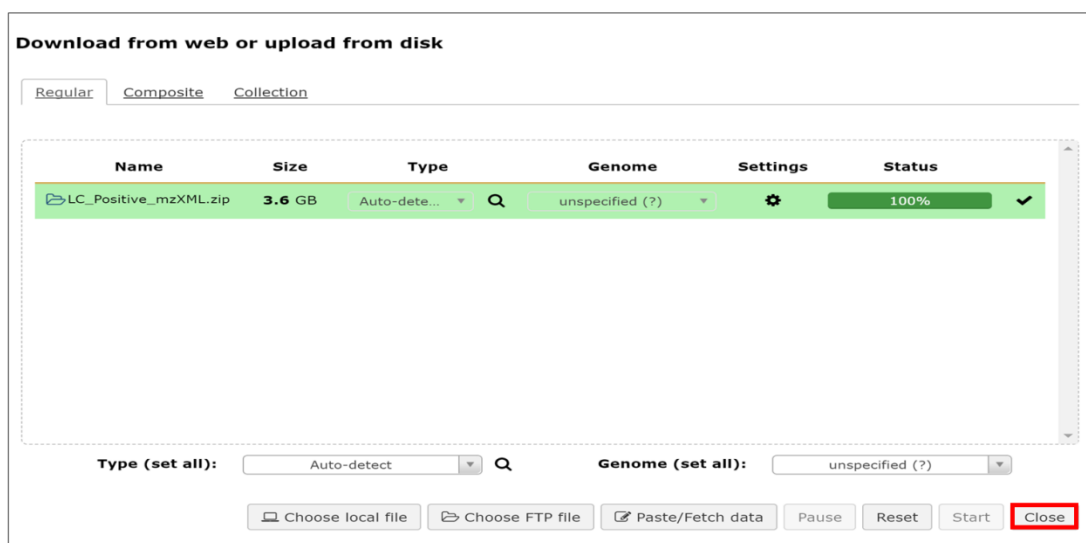 Download from web or upload from disk
Regular Composite Collection
Name Size Type Genome Settings Status
LC_Positive_mzXML.zip 3.6 GB Auto-dete... unspecified (?) 100%
Type (set all): Auto-detect Genome (set all): unspecified (?)
Choose local file Choose FTP file Paste/Fetch data Pause Reset Start Close